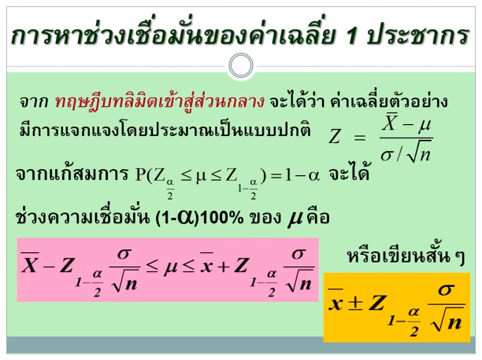 การหาช่วงเชื่อมั่นของค่าเฉลี่ย 1 ประชากร
จาก ทฤษฎีบทลิมิตเข้าสู่ส่วนกลาง จะได้ว่า ค่าเฉลี่ยตัวอย่าง
มีการแจกแจงโดยประมาณเป็นแบบปกติ Z = (X̄ − μ) / (σ/√n)
จากแก้สมการ P(Z_{α/2} ≤ μ ≤ Z_{1−α/2}) = 1−α จะได้
ช่วงความเชื่อมั่น (1-α)100% ของ μ คือ
X̄ − Z_{1−α/2} σ/√n ≤ μ ≤ x̄ + Z_{1−α/2} σ/√n
หรือเขียนสั้น ๆ
x̄ ± Z_{1−α/2} σ/√n